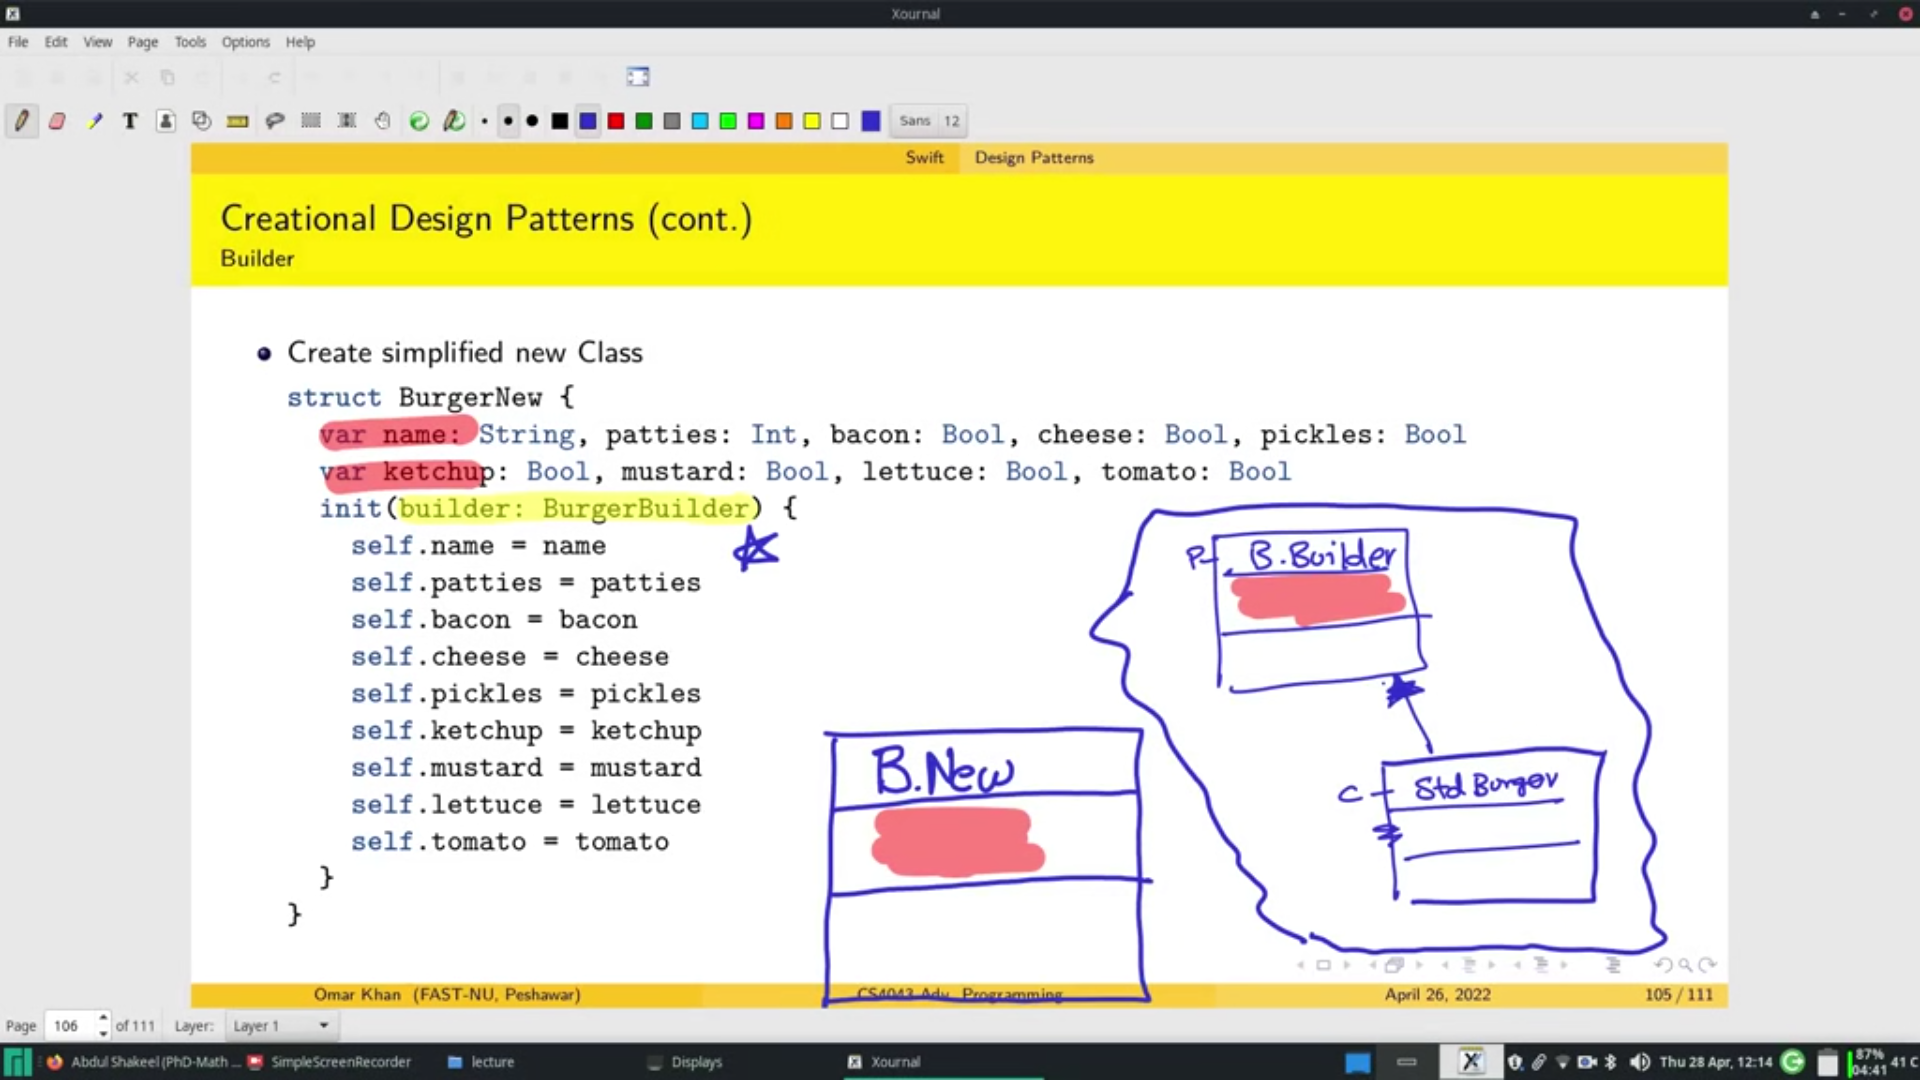 Xournal
File Edit View Page Tools Options Help
Sans 12
Swift Design Patterns
Creational Design Patterns (cont.)
Builder
Create simplified new Class
struct BurgerNew {
var name: String, patties: Int, bacon: Bool, cheese: Bool, pickles: Bool
var ketchup: Bool, mustard: Bool, lettuce: Bool, tomato: Bool
init(builder: BurgerBuilder) {
self.name = name
self.patties = patties
self.bacon = bacon
self.cheese = cheese
self.pickles = pickles
self.ketchup = ketchup
self.mustard = mustard
self.lettuce = lettuce
self.tomato = tomato
}
}
P B.Builder
C Std Burger
B.New
Omar Khan (FAST-NU, Peshawar) CS4043 Adv. Programming April 26, 2022 105 / 111
Page 106 of 111 Layer: Layer 1
Abdul Shakeel (PhD-Math ... SimpleScreenRecorder lecture Displays Xournal Thu 28 Apr, 12:14 87% 04:41 41 C